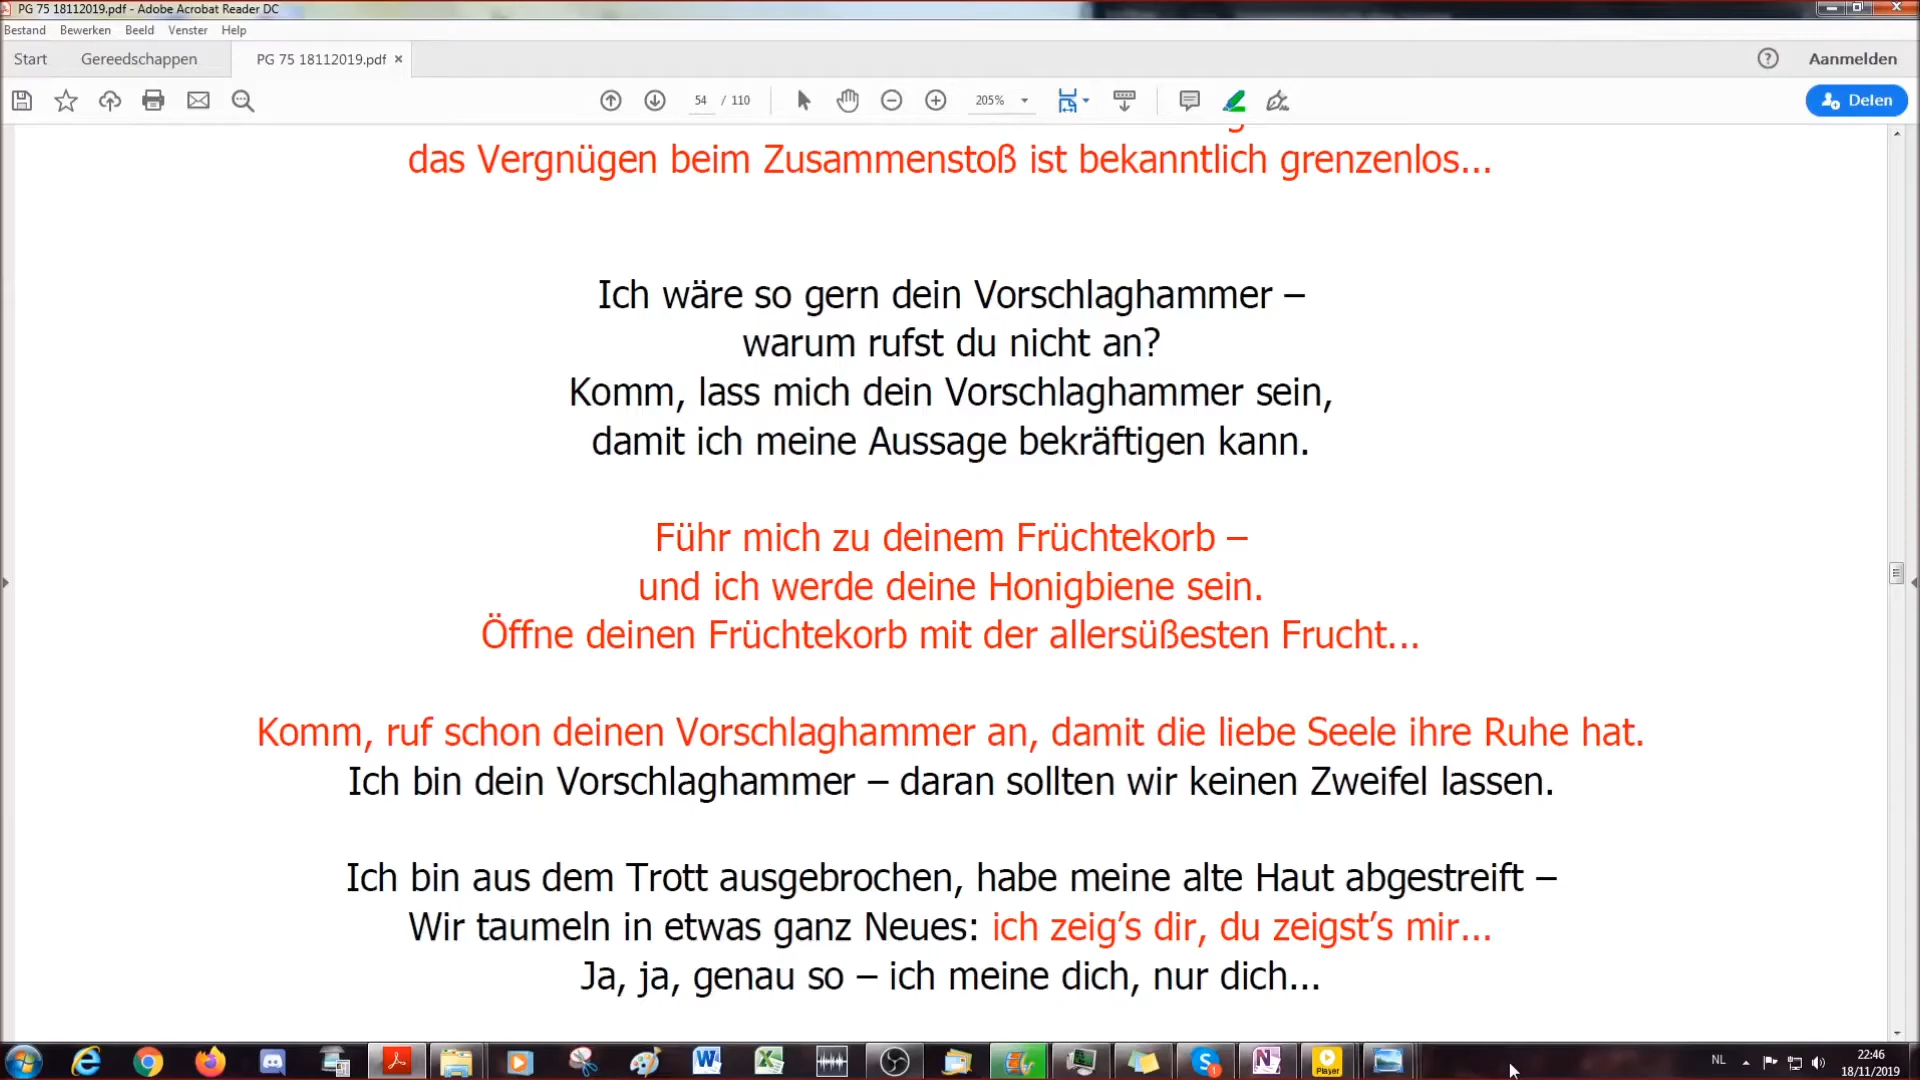 PG 75 18112019.pdf - Adobe Acrobat Reader DC
Bestand Bewerken Beeld Venster Help
Start Gereedschappen PG 75 18112019.pdf × ? Aanmelden
54 / 110 205% Delen
das Vergnügen beim Zusammenstoß ist bekanntlich grenzenlos...
Ich wäre so gern dein Vorschlaghammer –
warum rufst du nicht an?
Komm, lass mich dein Vorschlaghammer sein,
damit ich meine Aussage bekräftigen kann.
Führ mich zu deinem Früchtekorb –
und ich werde deine Honigbiene sein.
Öffne deinen Früchtekorb mit der allersüßesten Frucht...
Komm, ruf schon deinen Vorschlaghammer an, damit die liebe Seele ihre Ruhe hat.
Ich bin dein Vorschlaghammer – daran sollten wir keinen Zweifel lassen.
Ich bin aus dem Trott ausgebrochen, habe meine alte Haut abgestreift –
Wir taumeln in etwas ganz Neues: ich zeig’s dir, du zeigst’s mir...
Ja, ja, genau so – ich meine dich, nur dich...
Player
NL 22:46
18/11/2019